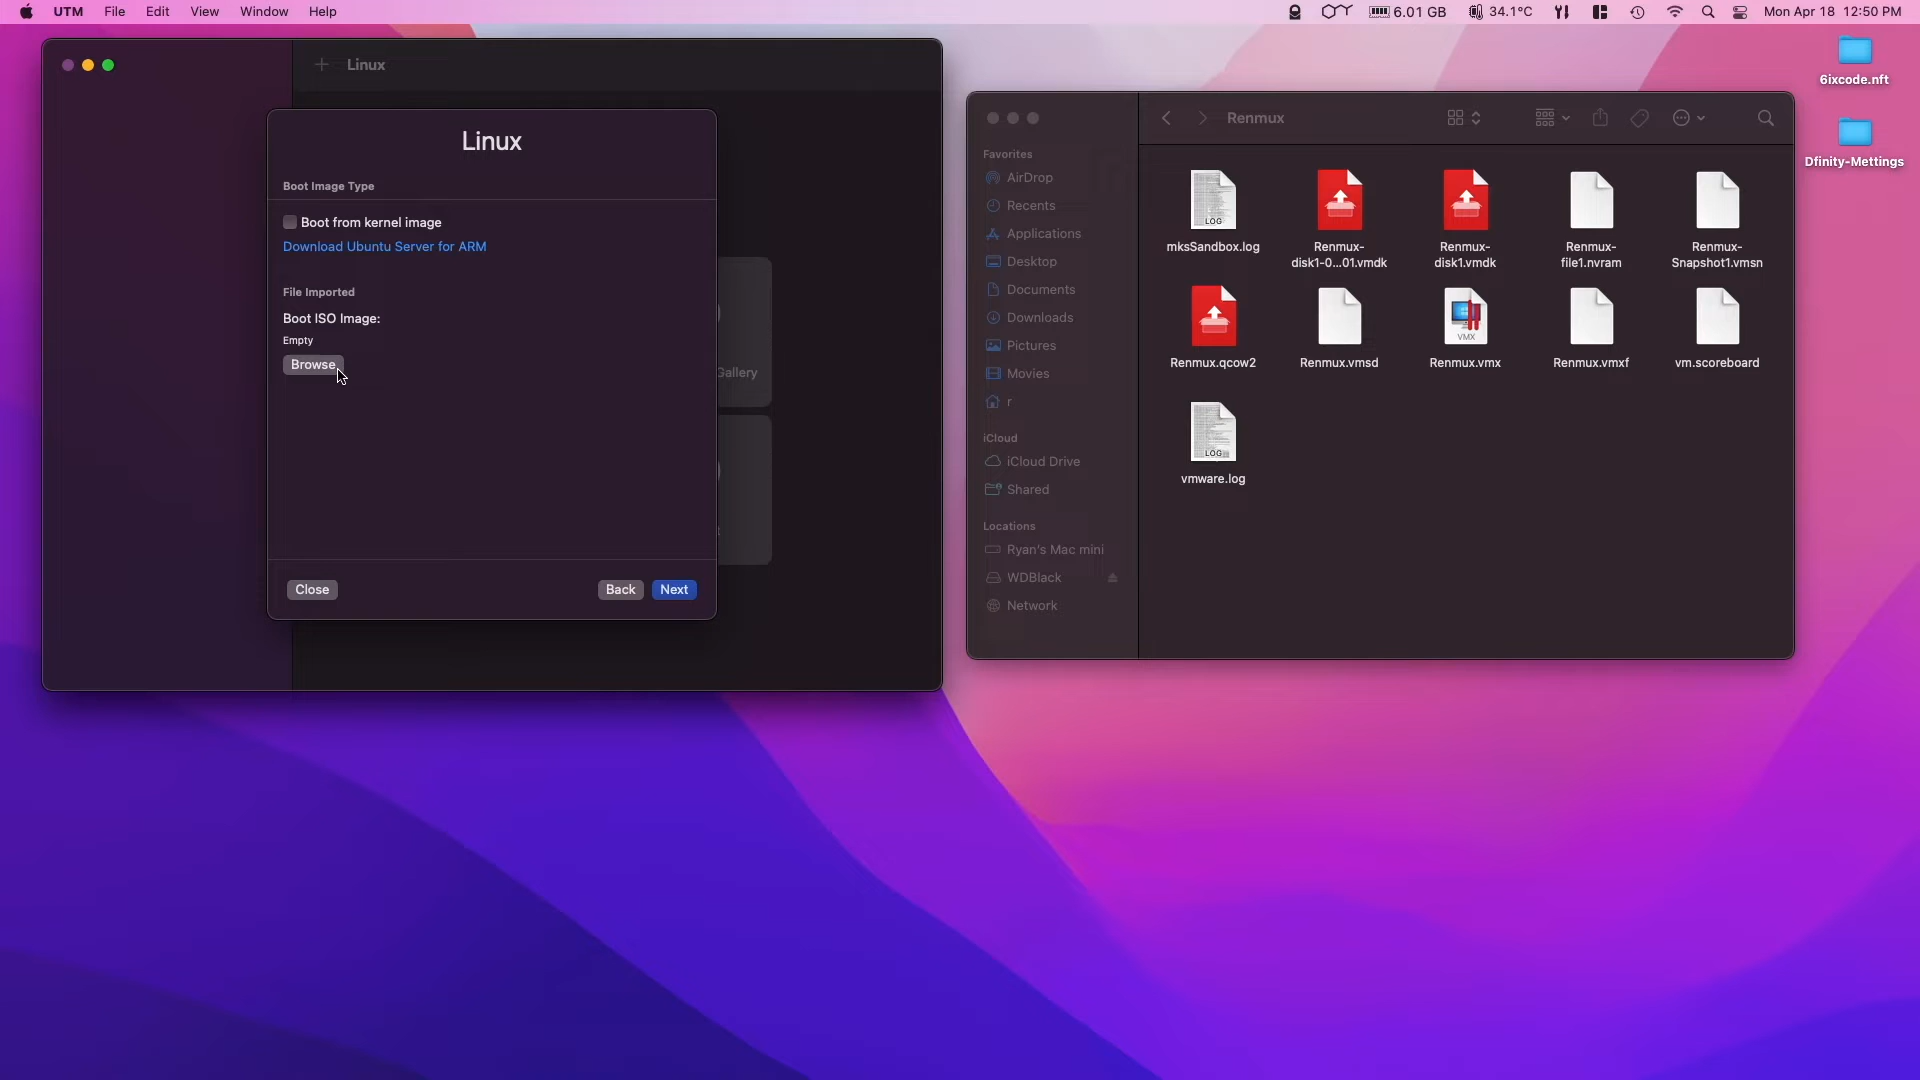 UTM File Edit View Window Help
6.01 GB 34.1°C Mon Apr 18 12:50 PM
Linux
Linux
Boot Image Type
Boot from kernel image
Download Ubuntu Server for ARM
File Imported
Boot ISO Image:
Empty
Browse
Gallery
Close Back Next
Renmux
Favorites
AirDrop
Recents
Applications
Desktop
Documents
Downloads
Pictures
Movies
r
iCloud
iCloud Drive
Shared
Locations
Ryan's Mac mini
WDBlack
Network
LOG
mksSandbox.log
Renmux-
disk1-0...01.vmdk
Renmux-
disk1.vmdk
Renmux-
file1.nvram
Renmux-
Snapshot1.vmsn
Renmux.qcow2
Renmux.vmsd
VMX
Renmux.vmx
Renmux.vmxf
vm.scoreboard
LOG
vmware.log
6ixcode.nft
Dfinity-Mettings